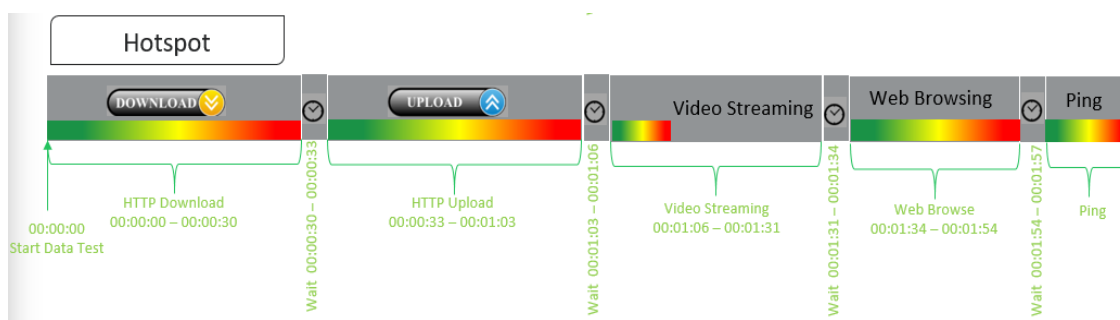 Hotspot
DOWNLOAD
UPLOAD
Video Streaming
Web Browsing
Ping
00:00:00
Start Data Test
HTTP Download
00:00:00 – 00:00:30
Wait 00:00:30 – 00:00:33
HTTP Upload
00:00:33 – 00:01:03
Wait 00:01:03 – 00:01:06
Video Streaming
00:01:06 – 00:01:31
Wait 00:01:31 – 00:01:34
Web Browse
00:01:34 – 00:01:54
Wait 00:01:54 – 00:01:57
Ping